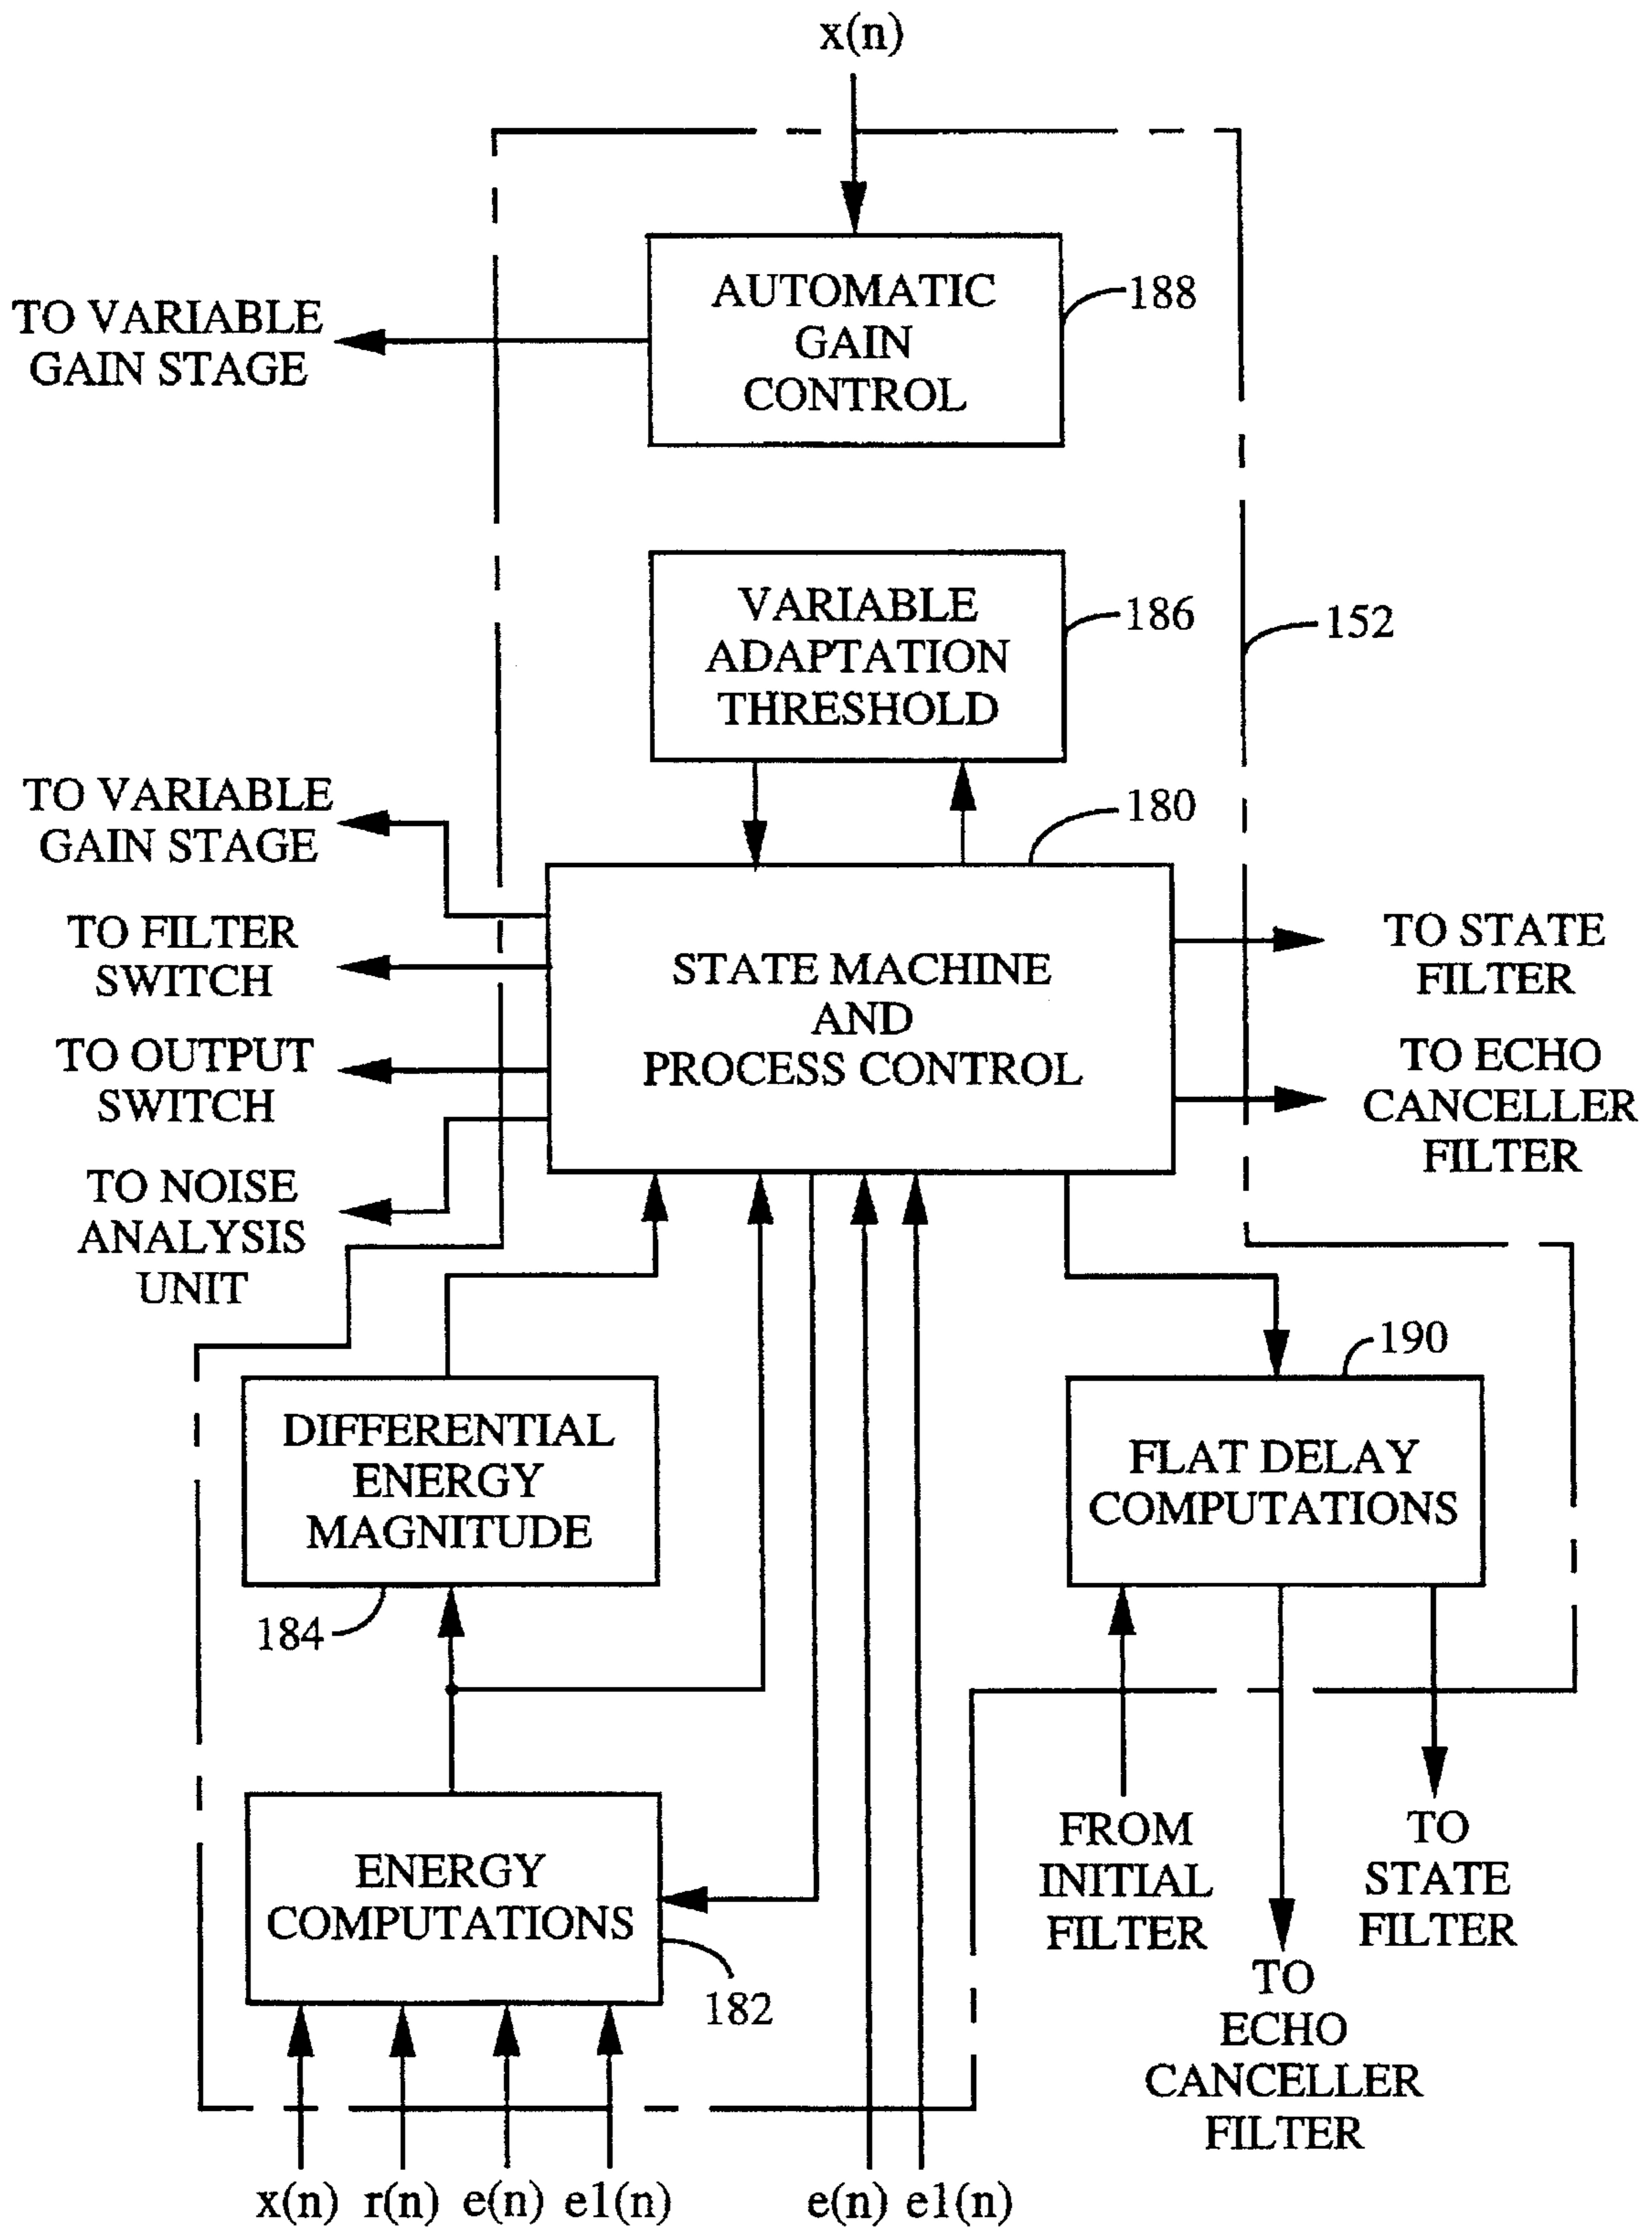 x(n)
AUTOMATIC
GAIN
CONTROL
188
TO VARIABLE
GAIN STAGE
VARIABLE
ADAPTATION
THRESHOLD
186
152
TO VARIABLE
GAIN STAGE
180
TO FILTER
SWITCH
STATE MACHINE
AND
PROCESS CONTROL
TO STATE
FILTER
TO OUTPUT
SWITCH
TO ECHO
CANCELLER
FILTER
TO NOISE
ANALYSIS
UNIT
190
DIFFERENTIAL
ENERGY
MAGNITUDE
184
FLAT DELAY
COMPUTATIONS
ENERGY
COMPUTATIONS
182
FROM
INITIAL
FILTER
TO
STATE
FILTER
TO
ECHO
CANCELLER
FILTER
x(n) r(n) e(n) e1(n) e(n) e1(n)